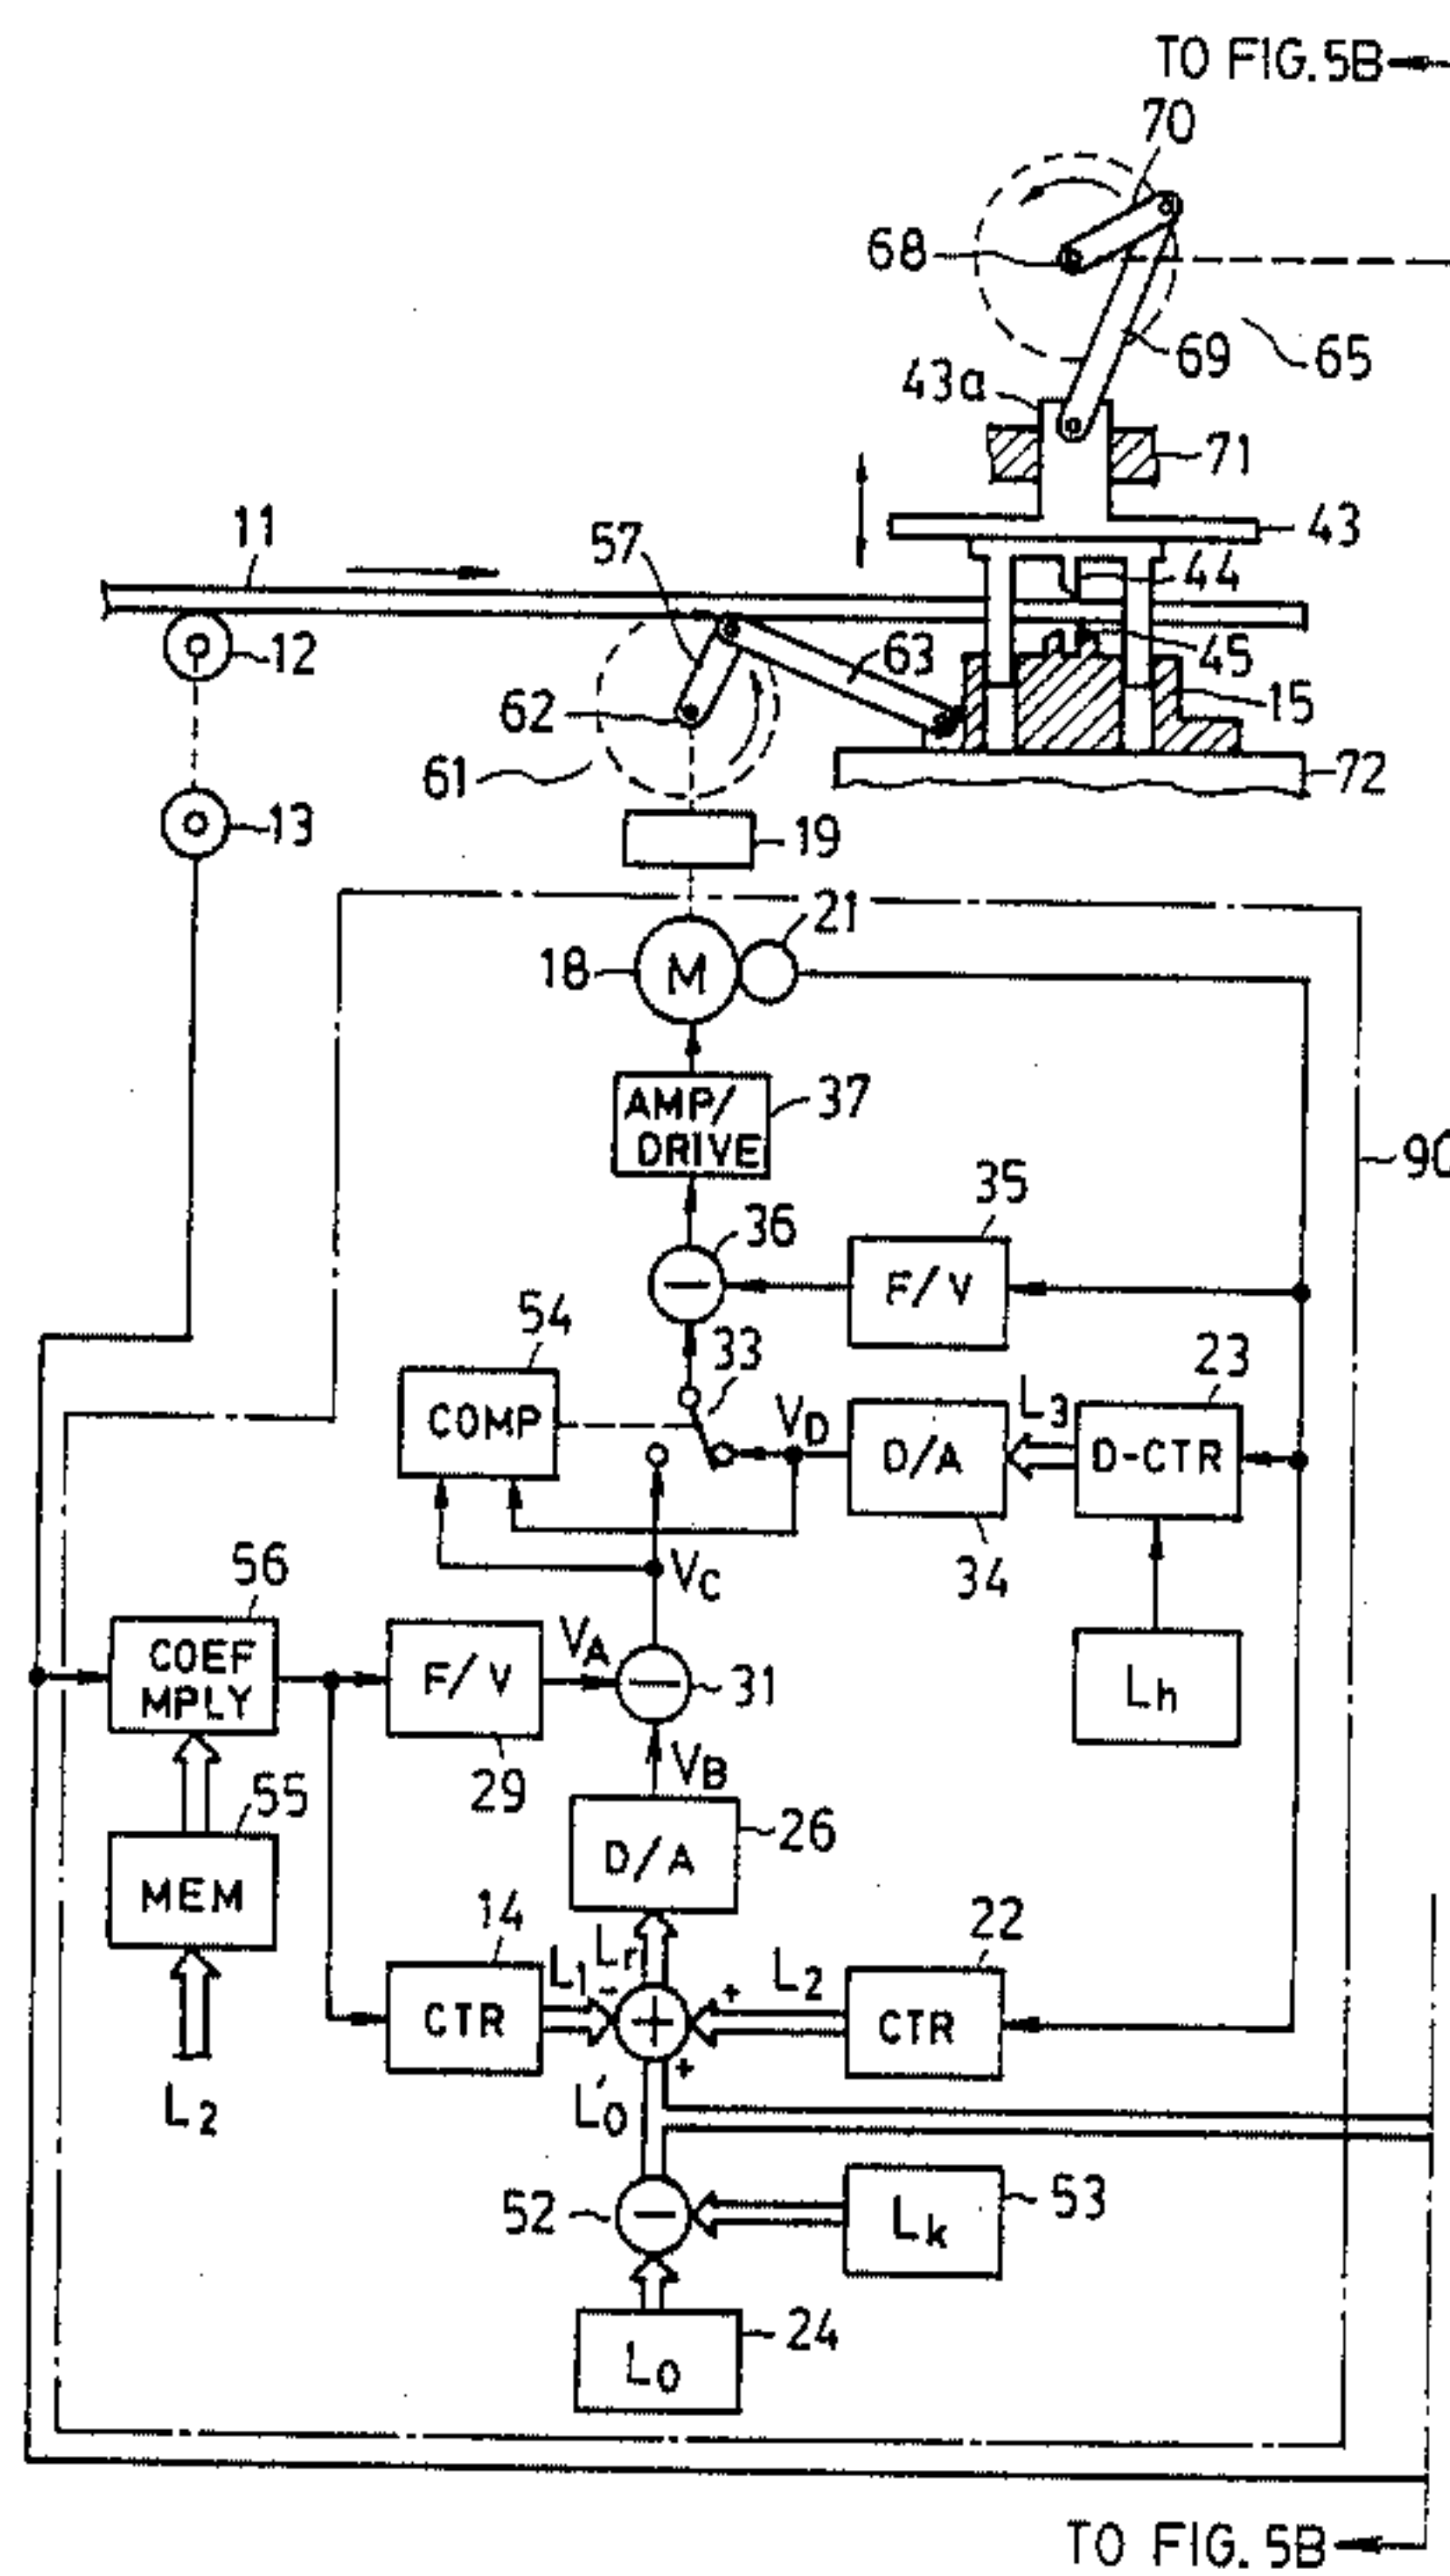 TO FIG. 5B
70
68
69
65
43a
71
11
57
43
44
12
63
45
62
15
61
72
13
19
21
18
M
AMP/
DRIVE
37
90
35
36
F/V
54
33
23
COMP
VD
D/A
L3
D-CTR
34
56
VC
COEF
MPLY
F/V
VA
31
Lh
29
VB
55
26
MEM
D/A
14
22
L1
-
Lr
+
L2
CTR
+
CTR
L2
L'0
+
52
53
Lk
24
L0
TO FIG. 5B